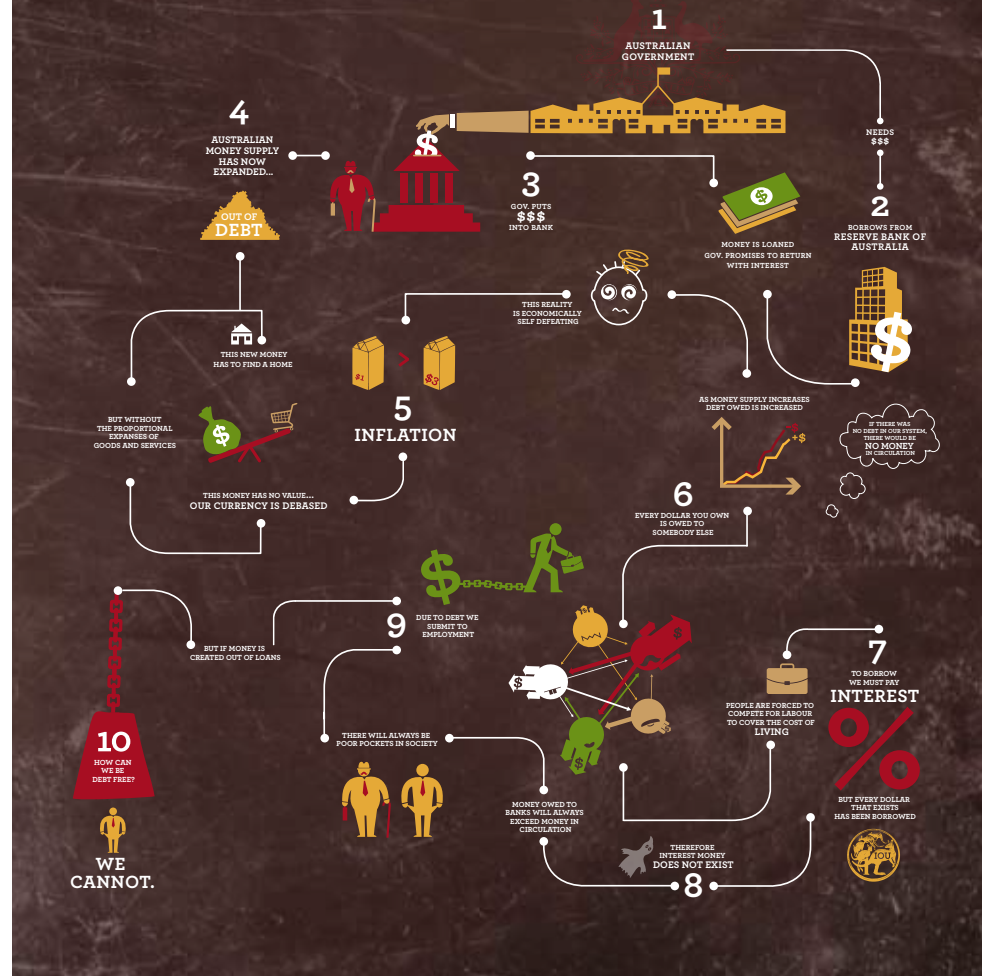 1
AUSTRALIAN
GOVERNMENT
NEEDS
$$$
2
BORROWS FROM
RESERVE BANK OF
AUSTRALIA
$
$
MONEY IS LOANED
GOV. PROMISES TO RETURN
WITH INTEREST
3
GOV. PUTS
$$$
INTO BANK
$
4
AUSTRALIAN
MONEY SUPPLY
HAS NOW
EXPANDED...
OUT OF
DEBT
THIS NEW MONEY
HAS TO FIND A HOME
BUT WITHOUT
THE PROPORTIONAL
EXPANSES OF
GOODS AND SERVICES
$
THIS MONEY HAS NO VALUE...
OUR CURRENCY IS DEBASED
5
INFLATION
$1
>
$3
THIS REALITY
IS ECONOMICALLY
SELF DEFEATING
AS MONEY SUPPLY INCREASES
DEBT OWED IS INCREASED
+$
IF THERE WAS
NO DEBT IN OUR SYSTEM,
THERE WOULD BE
NO MONEY
IN CIRCULATION
6
EVERY DOLLAR YOU OWN
IS OWED TO
SOMEBODY ELSE
$
$
$
PEOPLE ARE FORCED TO
COMPETE FOR LABOUR
TO COVER THE COST OF
LIVING
7
TO BORROW
WE MUST PAY
INTEREST
%
BUT EVERY DOLLAR
THAT EXISTS
HAS BEEN BORROWED
IOU
THEREFORE
INTEREST MONEY
DOES NOT EXIST
8
MONEY OWED TO
BANKS WILL ALWAYS
EXCEED MONEY IN
CIRCULATION
THERE WILL ALWAYS BE
POOR POCKETS IN SOCIETY
9
DUE TO DEBT WE
SUBMIT TO
EMPLOYMENT
$
BUT IF MONEY IS
CREATED OUT OF LOANS
10
HOW CAN
WE BE
DEBT FREE?
WE
CANNOT.